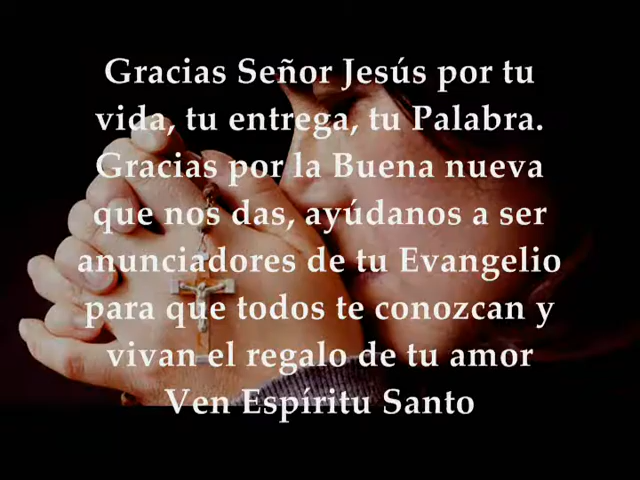 Gracias Señor Jesús por tu
vida, tu entrega, tu Palabra.
Gracias por la Buena nueva
que nos das, ayúdanos a ser
anunciadores de tu Evangelio
para que todos te conozcan y
vivan el regalo de tu amor
Ven Espíritu Santo